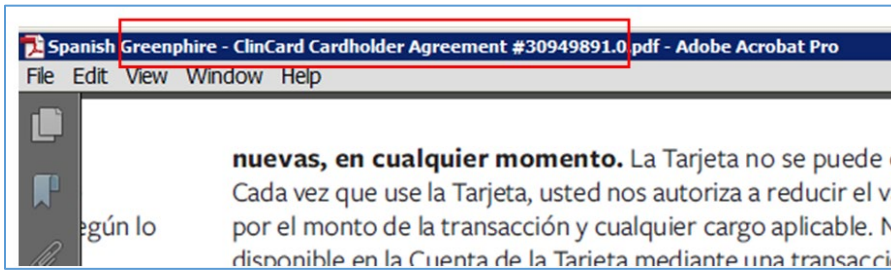 Spanish Greenphire - ClinCard Cardholder Agreement #30949891.0.pdf - Adobe Acrobat Pro
File Edit View Window Help
nuevas, en cualquier momento. La Tarjeta no se puede
Cada vez que use la Tarjeta, usted nos autoriza a reducir el
egún lo
por el monto de la transacción y cualquier cargo aplicable.
disponible en la Cuenta de la Tarjeta mediante una